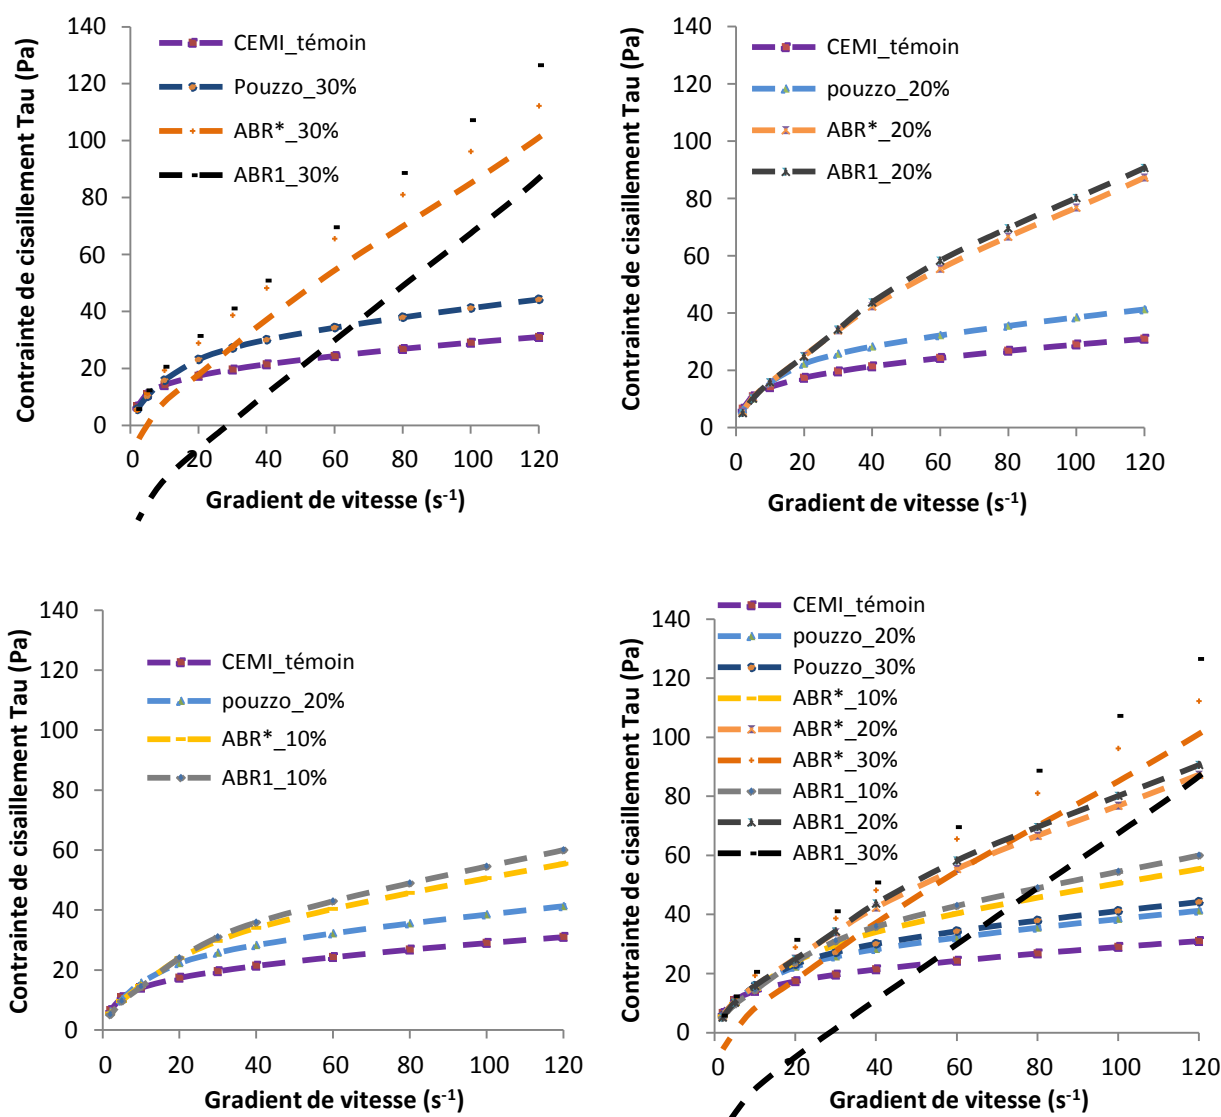 Contrainte de cisaillement Tau (Pa)
140
120
100
80
60
40
20
0
CEMI_témoin
Pouzzo_30%
ABR*_30%
ABR1_30%
0 20 40 60 80 100 120
Gradient de vitesse (s-1)
Contrainte de cisaillement Tau (Pa)
140
120
100
80
60
40
20
0
CEMI_témoin
pouzzo_20%
ABR*_20%
ABR1_20%
0 20 40 60 80 100 120
Gradient de vitesse (s-1)
Contrainte de cisaillement Tau (Pa)
140
120
100
80
60
40
20
0
CEMI_témoin
pouzzo_20%
ABR*_10%
ABR1_10%
0 20 40 60 80 100 120
Gradient de vitesse (s-1)
Contrainte de cisaillement Tau (Pa)
140
120
100
80
60
40
20
0
CEMI_témoin
pouzzo_20%
Pouzzo_30%
ABR*_10%
ABR*_20%
ABR*_30%
ABR1_10%
ABR1_20%
ABR1_30%
0 20 40 60 80 100 120
Gradient de vitesse (s-1)